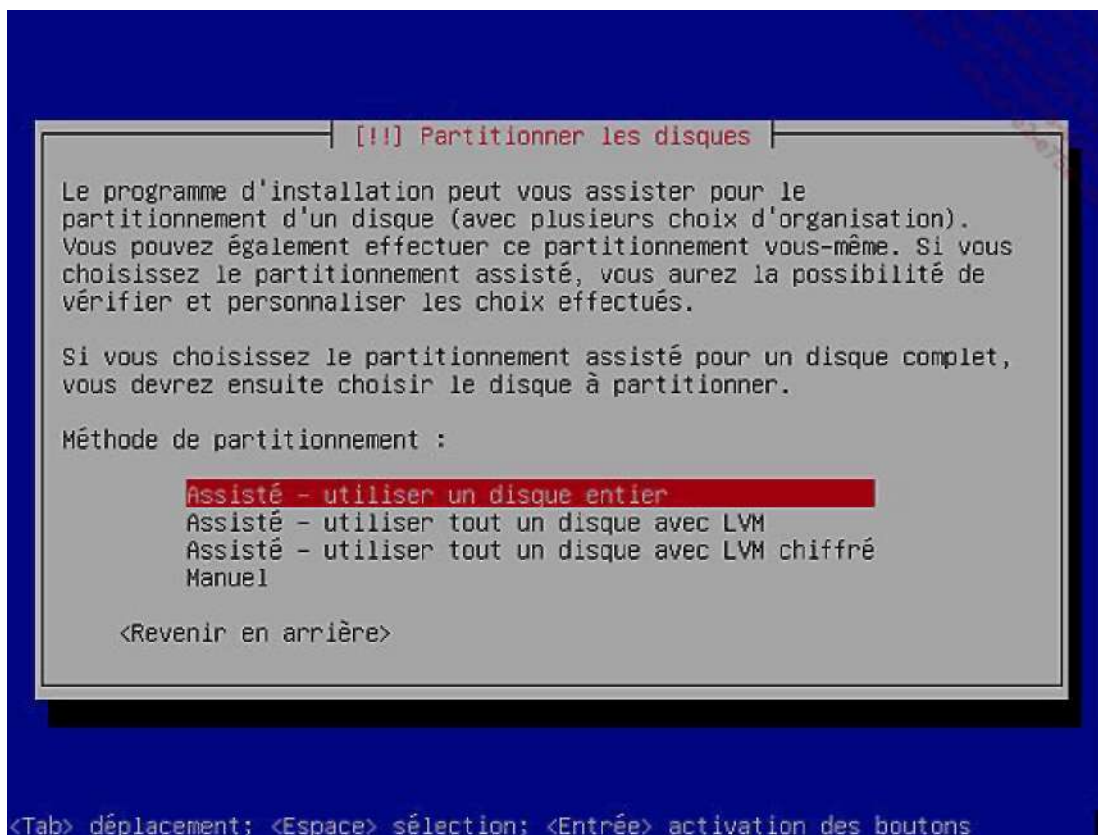 [!!] Partitionner les disques
Le programme d'installation peut vous assister pour le
partitionnement d'un disque (avec plusieurs choix d'organisation).
Vous pouvez également effectuer ce partitionnement vous-même. Si vous
choisissez le partitionnement assisté, vous aurez la possibilité de
vérifier et personnaliser les choix effectués.
Si vous choisissez le partitionnement assisté pour un disque complet,
vous devrez ensuite choisir le disque à partitionner.
Méthode de partitionnement :
Assisté - utiliser un disque entier
Assisté - utiliser tout un disque avec LVM
Assisté - utiliser tout un disque avec LVM chiffré
Manuel
<Revenir en arrière>
<Tab> déplacement; <Espace> sélection; <Entrée> activation des boutons